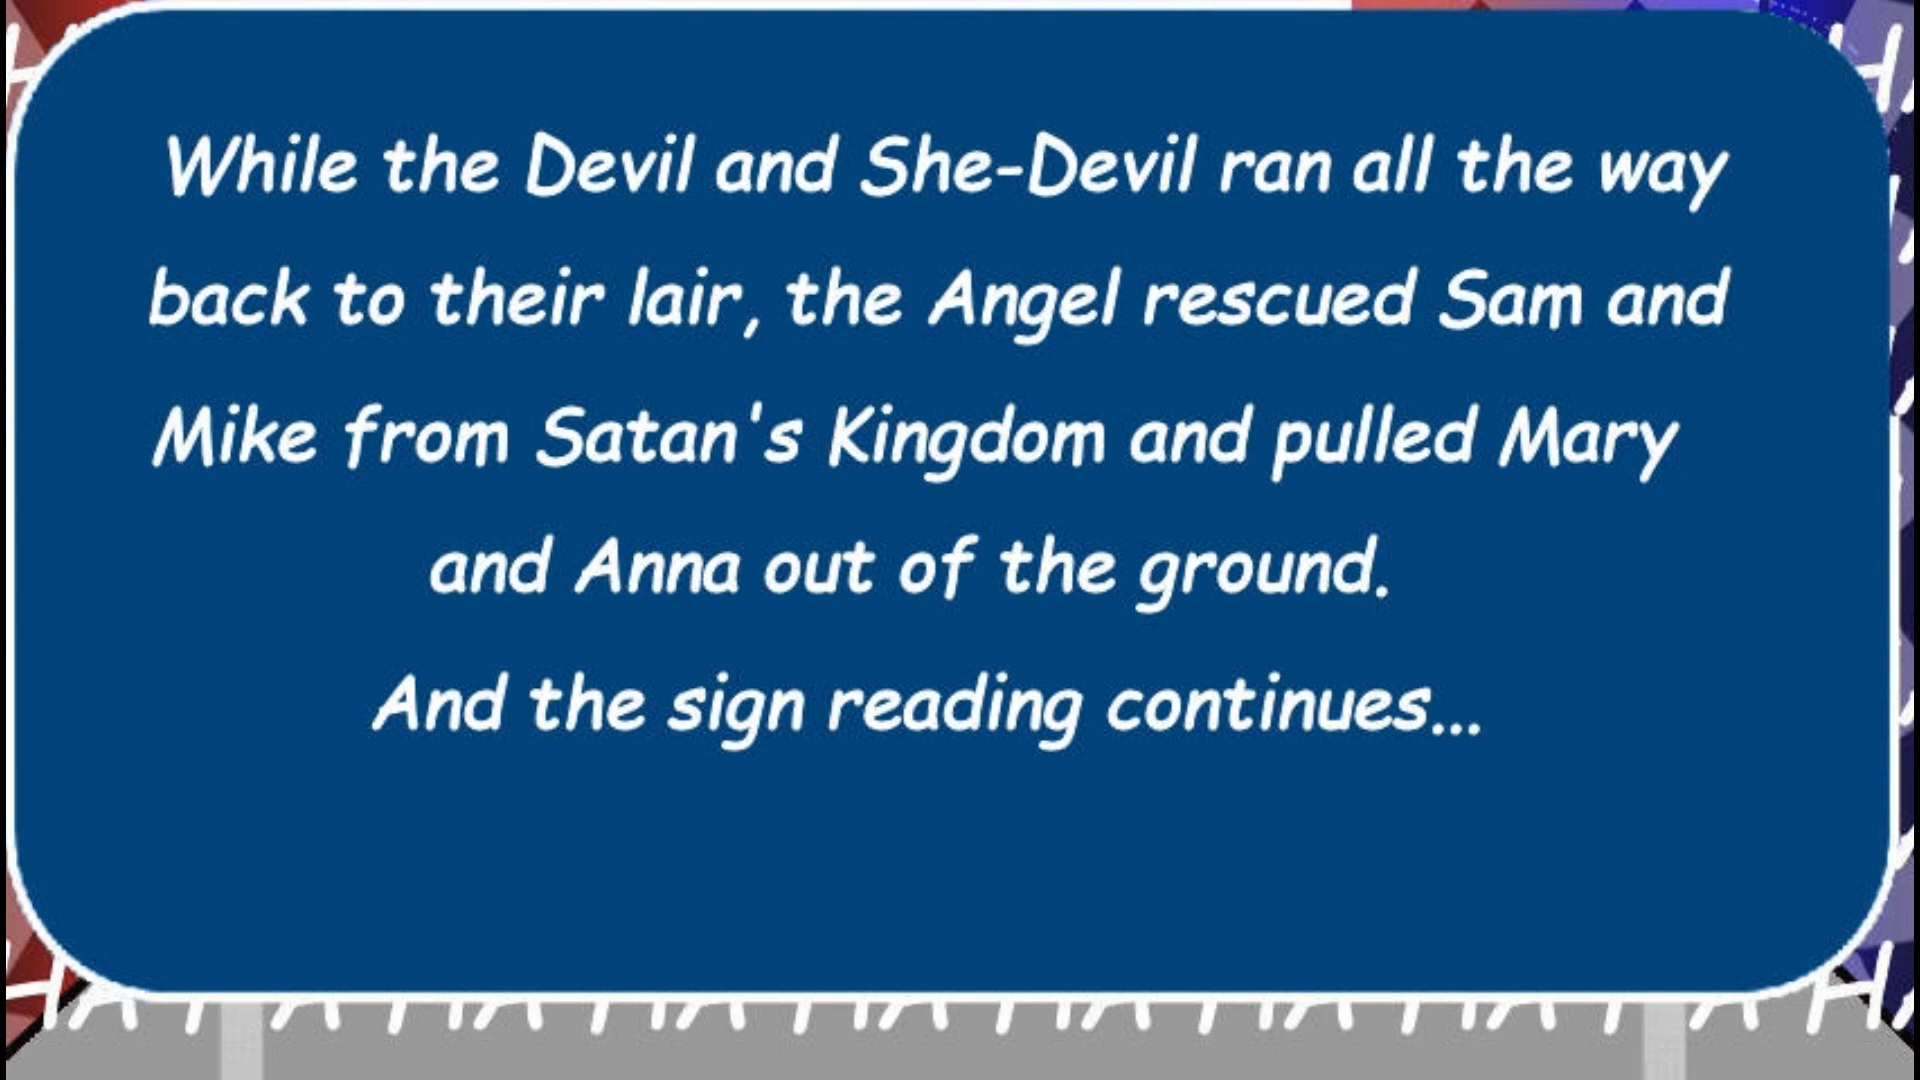 While the Devil and She-Devil ran all the way
back to their lair, the Angel rescued Sam and
Mike from Satan's Kingdom and pulled Mary
and Anna out of the ground.
And the sign reading continues...